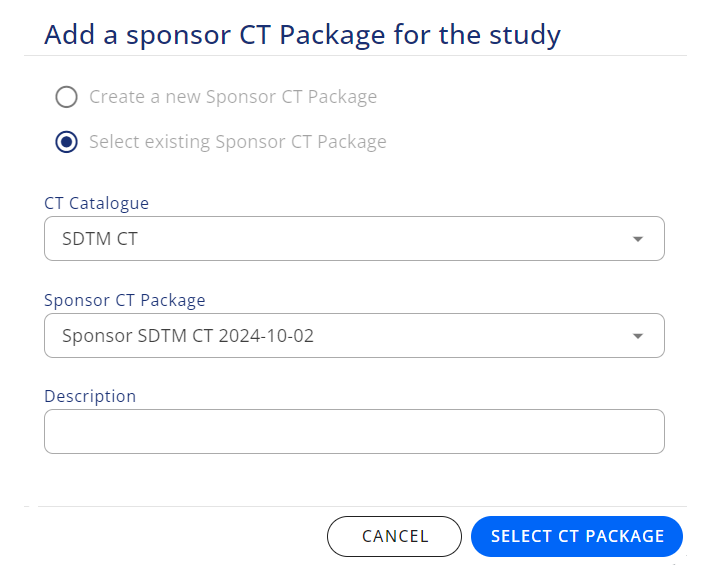 Add a sponsor CT Package for the study
Create a new Sponsor CT Package
Select existing Sponsor CT Package
CT Catalogue
SDTM CT
Sponsor CT Package
Sponsor SDTM CT 2024-10-02
Description
CANCEL
SELECT CT PACKAGE